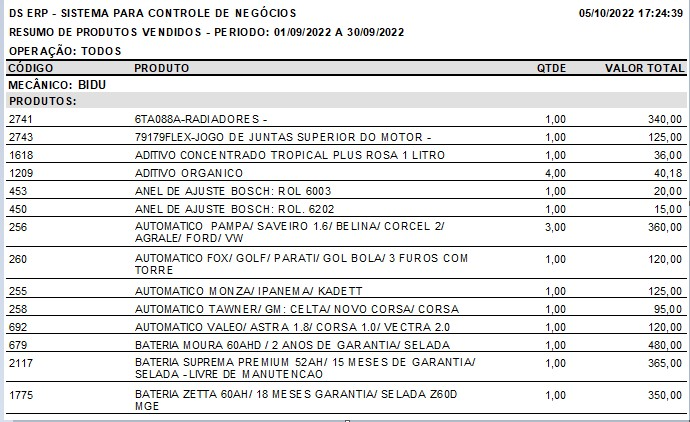 DS ERP - SISTEMA PARA CONTROLE DE NEGÓCIOS 05/10/2022 17:24:39
RESUMO DE PRODUTOS VENDIDOS - PERIODO: 01/09/2022 A 30/09/2022
OPERAÇÃO: TODOS
CÓDIGO PRODUTO QTDE VALOR TOTAL
MECÂNICO: BIDU
PRODUTOS:
2741 6TA088A-RADIADORES - 1,00 340,00
2743 79179FLEX-JOGO DE JUNTAS SUPERIOR DO MOTOR - 1,00 125,00
1618 ADITIVO CONCENTRADO TROPICAL PLUS ROSA 1 LITRO 1,00 36,00
1209 ADITIVO ORGANICO 4,00 40,18
453 ANEL DE AJUSTE BOSCH: ROL 6003 1,00 20,00
450 ANEL DE AJUSTE BOSCH: ROL. 6202 1,00 15,00
256 AUTOMATICO PAMPA/ SAVEIRO 1.6/ BELINA/ CORCEL 2/ 3,00 360,00
AGRALE/ FORD/ VW
260 AUTOMATICO FOX/ GOLF/ PARATI/ GOL BOLA/ 3 FUROS COM 1,00 120,00
TORRE
255 AUTOMATICO MONZA/ IPANEMA/ KADETT 1,00 125,00
258 AUTOMATICO TAWNER/ GM: CELTA/ NOVO CORSA/ CORSA 1,00 95,00
692 AUTOMATICO VALEO/ ASTRA 1.8/ CORSA 1.0/ VECTRA 2.0 1,00 120,00
679 BATERIA MOURA 60AHD / 2 ANOS DE GARANTIA/ SELADA 1,00 480,00
2117 BATERIA SUPREMA PREMIUM 52AH/ 15 MESES DE GARANTIA/ 1,00 365,00
SELADA -LIVRE DE MANUTENCAO
1775 BATERIA ZETTA 60AH/ 18 MESES GARANTIA/ SELADA Z60D 1,00 350,00
MGE